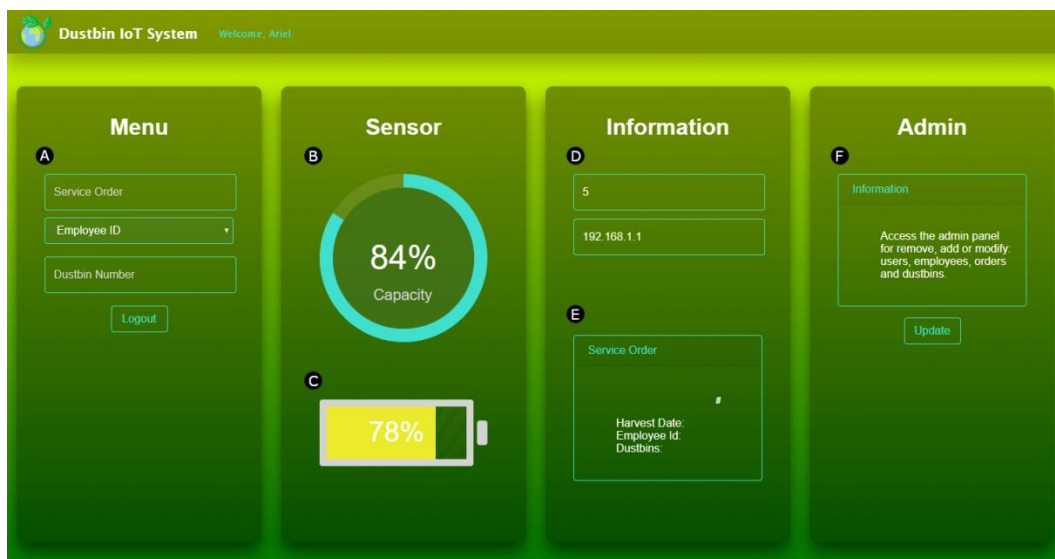 Dustbin IoT System
Welcome, Ariel.
Menu
A
Service Order
Employee ID
Dustbin Number
Logout
Sensor
B
84%
Capacity
C
78%
Information
D
5
192.168.1.1
E
Service Order
#
Harvest Date:
Employee Id:
Dustbins:
Admin
F
Information
Access the admin panel
for remove, add or modify:
users, employees, orders
and dustbins.
Update